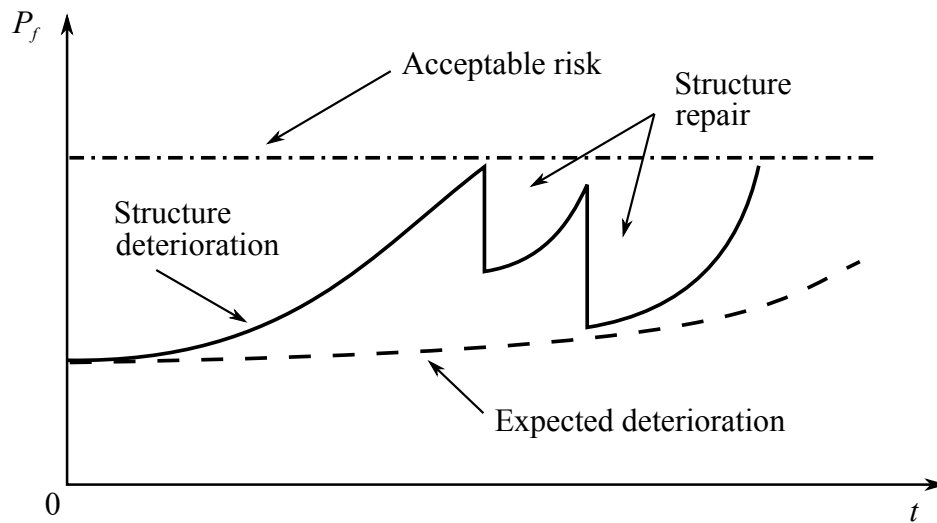 P_f
Acceptable risk
Structure
repair
Structure
deterioration
Expected deterioration
0
t